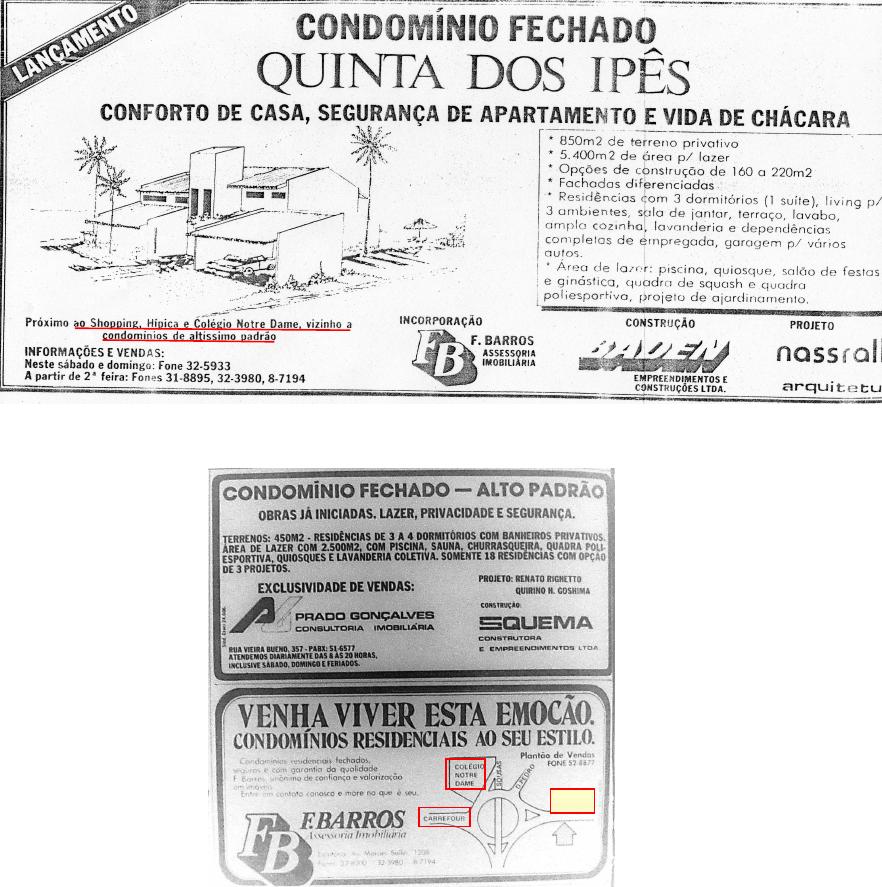 LANÇAMENTO
CONDOMÍNIO FECHADO
QUINTA DOS IPÊS
CONFORTO DE CASA, SEGURANÇA DE APARTAMENTO E VIDA DE CHÁCARA
* 850m2 de terreno privativo
* 5.400m2 de área p/ lazer
* Opções de construção de 160 a 220m2
* Fachadas diferenciadas
* Residências com 3 dormitórios (1 suíte), living p/
3 ambientes, sala de jantar, terraço, lavabo,
ampla cozinha, lavanderia e dependências
completas de empregada, garagem p/ vários
autos.
* Área de lazer: piscina, quiosque, salão de festas
e ginástica, quadra de squash e quadra
poliesportiva, projeto de ajardinamento.
Próximo ao Shopping, Hípica e Colégio Notre Dame, vizinho a
condomínios de altíssimo padrão
INFORMAÇÕES E VENDAS:
Neste sábado e domingo: Fone 32-5933
A partir de 2ª feira: Fones 31-8895, 32-3980, 8-7194
INCORPORAÇÃO
FB F. BARROS
ASSESSORIA
IMOBILIÁRIA
CONSTRUÇÃO
BADEN
EMPREENDIMENTOS E
CONSTRUÇÕES LTDA.
PROJETO
nassrall
arquitetu
CONDOMÍNIO FECHADO — ALTO PADRÃO
OBRAS JÁ INICIADAS. LAZER, PRIVACIDADE E SEGURANÇA.
TERRENOS: 450M2 - RESIDÊNCIAS DE 3 A 4 DORMITÓRIOS COM BANHEIROS PRIVATIVOS.
ÁREA DE LAZER COM 2.500M2, COM PISCINA, SAUNA, CHURRASQUEIRA, QUADRA POLI-
ESPORTIVA, QUIOSQUES E LAVANDERIA COLETIVA. SOMENTE 18 RESIDÊNCIAS COM OPÇÃO
DE 3 PROJETOS.
EXCLUSIVIDADE DE VENDAS:
PRADO GONÇALVES
CONSULTORIA IMOBILIÁRIA
RUA VIEIRA BUENO, 357 - PABX: 51-6577
ATENDEMOS DIARIAMENTE DAS 8 ÀS 20 HORAS,
INCLUSIVE SÁBADO, DOMINGO E FERIADOS.
PROJETO: RENATO RIGHETTO
QUIRINO H. GOSHIMA
CONSTRUÇÃO:
ESQUEMA
CONSTRUTORA
E EMPREENDIMENTOS LTDA.
VENHA VIVER ESTA EMOÇÃO.
CONDOMÍNIOS RESIDENCIAIS AO SEU ESTILO.
Condomínios residenciais fechados,
seguros e com garantia da qualidade
F. Barros, sinônimo de confiança e valorização
em imóveis.
Entre em contato conosco e more no que é seu.
Plantão de Vendas
FONE 52-8677
COLÉGIO
NOTRE
DAME
SOUSAS
D. PEDRO
CARREFOUR
FB F. BARROS
Assessoria Imobiliária
32-3980 8-7194